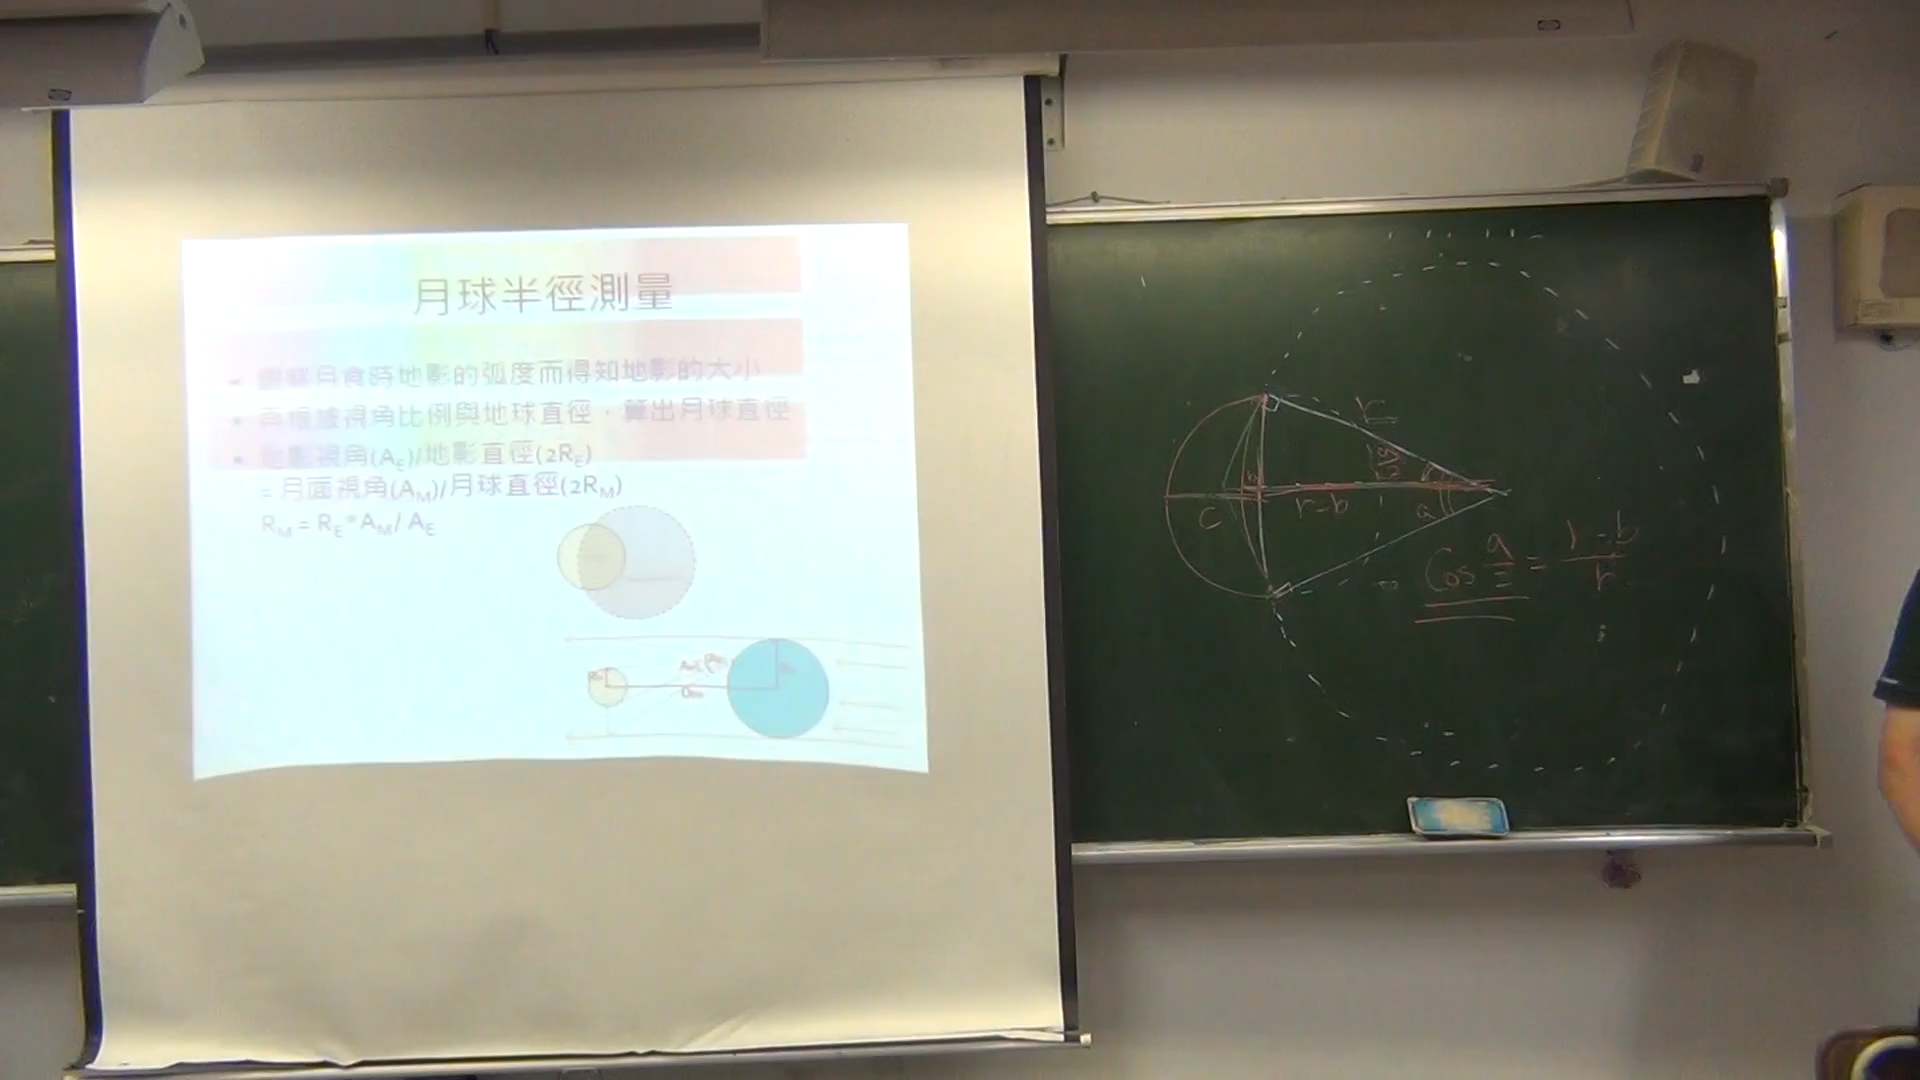 月球半徑測量
• 觀察月食時地影的弧度而得知地影的大小
• 再根據視角比例與地球直徑，算出月球直徑
• 地影視角(AE)/地影直徑(2RE)
= 月面視角(AM)/月球直徑(2RM)
RM = RE*AM/ AE
r
b
r-b
C
a
Cos a/2 = r-b/r